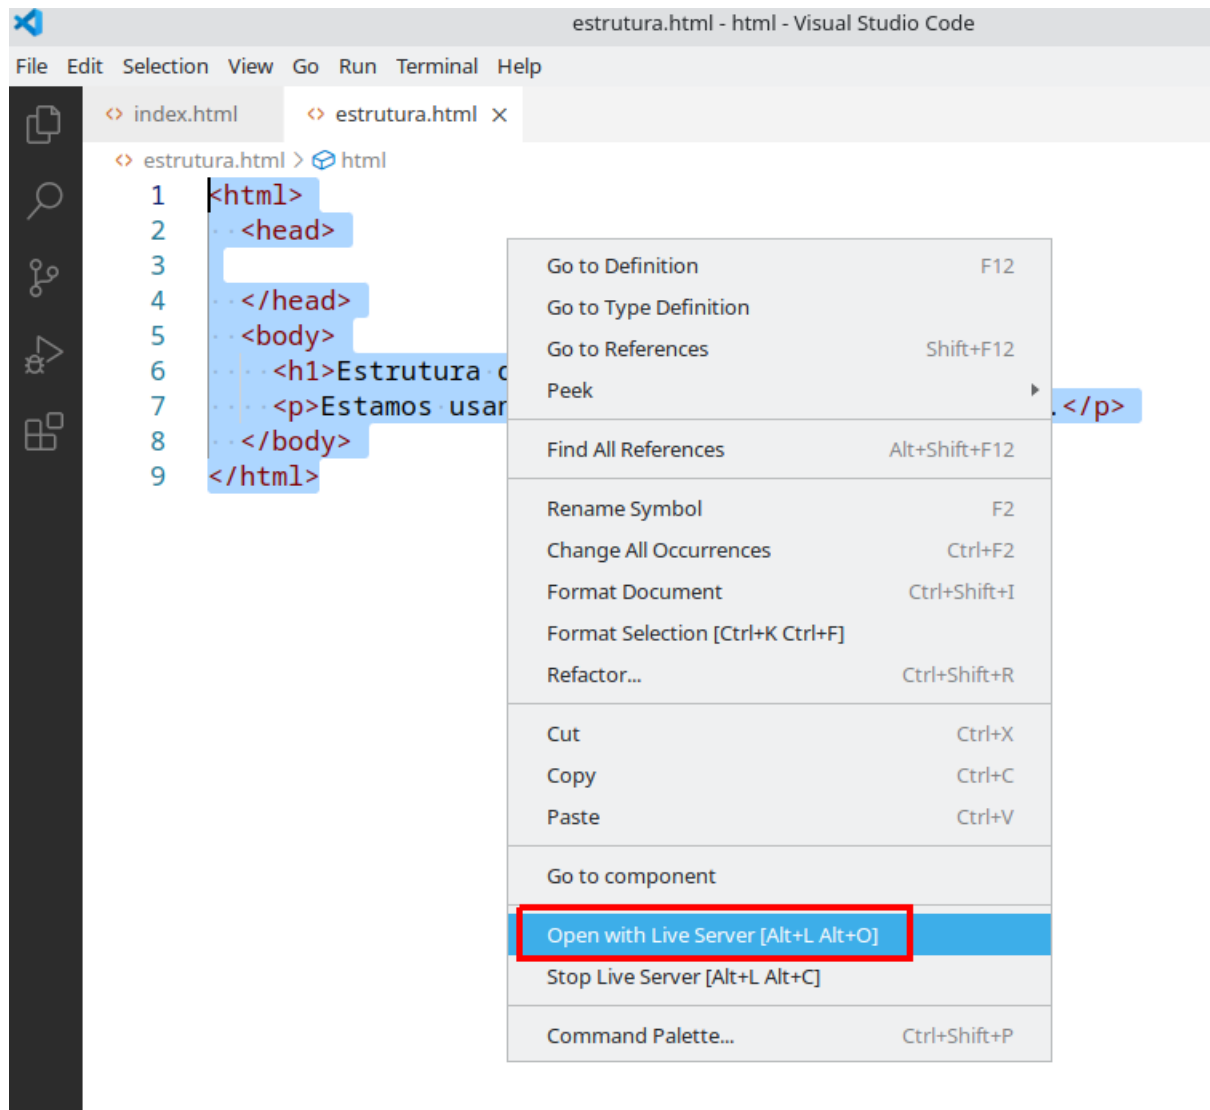 estrutura.html - html - Visual Studio Code
File Edit Selection View Go Run Terminal Help
index.html estrutura.html
estrutura.html > html
1 <html>
2 <head>
3
4 </head>
5 <body>
6 <h1>Estrutura
7 <p>Estamos .</p>
8 </body>
9 </html>
Go to Definition F12
Go to Type Definition
Go to References Shift+F12
Peek
Find All References Alt+Shift+F12
Rename Symbol F2
Change All Occurrences Ctrl+F2
Format Document Ctrl+Shift+I
Format Selection [Ctrl+K Ctrl+F]
Refactor... Ctrl+Shift+R
Cut Ctrl+X
Copy Ctrl+C
Paste Ctrl+V
Go to component
Open with Live Server [Alt+L Alt+O]
Stop Live Server [Alt+L Alt+C]
Command Palette... Ctrl+Shift+P